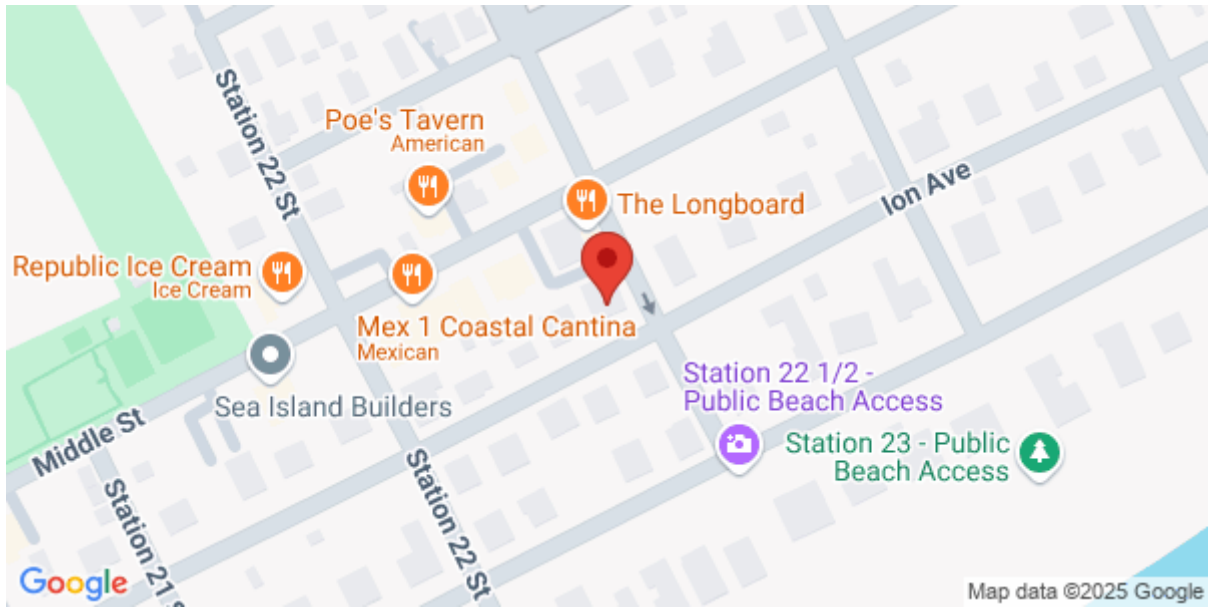 Station 22 St
Poe's Tavern
American
The Longboard
Ion Ave
Republic Ice Cream
Ice Cream
Mex 1 Coastal Cantina
Mexican
Sea Island Builders
Station 22 1/2 -
Public Beach Access
Station 23 - Public
Beach Access
Middle St
Station 22 St
Station 21 S
Google
Map data ©2025 Google